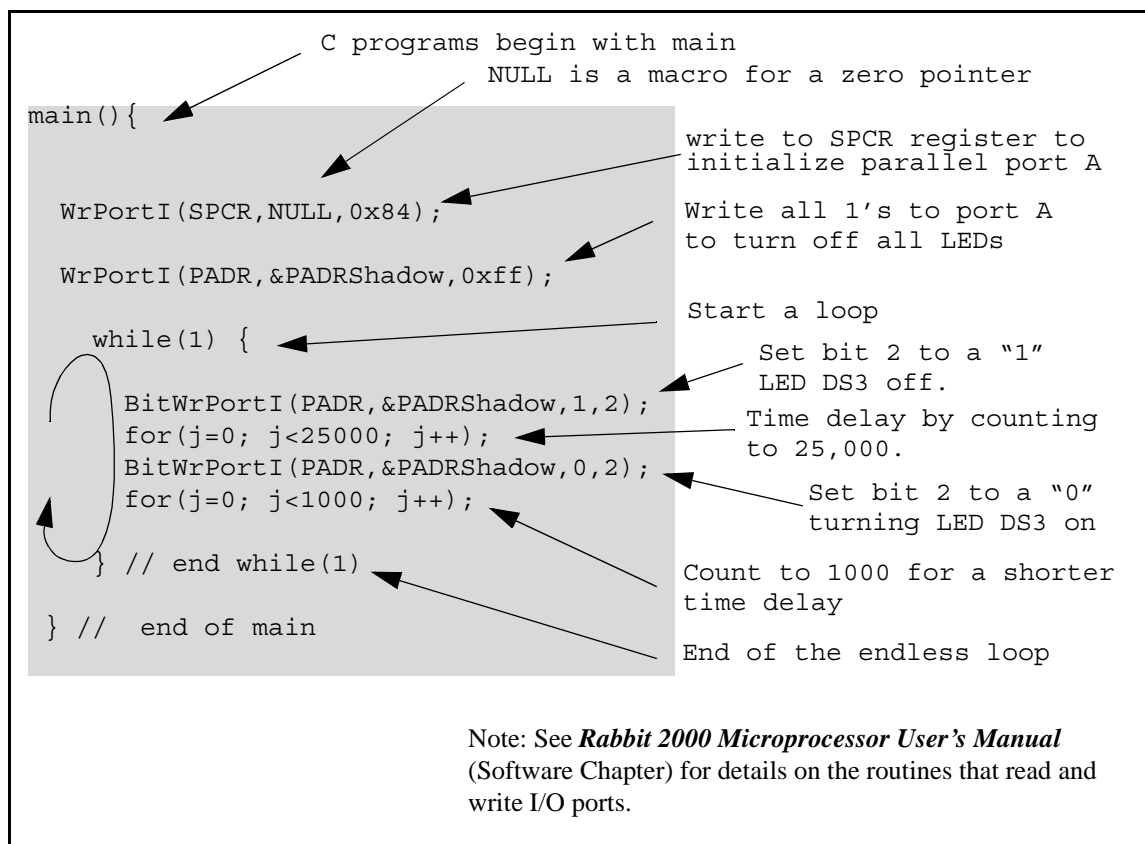 C programs begin with main
NULL is a macro for a zero pointer
main(){
write to SPCR register to
initialize parallel port A
WrPortI(SPCR,NULL,0x84);
Write all 1's to port A
to turn off all LEDs
WrPortI(PADR,&PADRShadow,0xff);
Start a loop
while(1) {
Set bit 2 to a “1”
LED DS3 off.
BitWrPortI(PADR,&PADRShadow,1,2);
Time delay by counting
to 25,000.
for(j=0; j<25000; j++);
BitWrPortI(PADR,&PADRShadow,0,2);
Set bit 2 to a “0”
turning LED DS3 on
for(j=0; j<1000; j++);
} // end while(1)
Count to 1000 for a shorter
time delay
} //  end of main
End of the endless loop
Note: See Rabbit 2000 Microprocessor User’s Manual
(Software Chapter) for details on the routines that read and
write I/O ports.